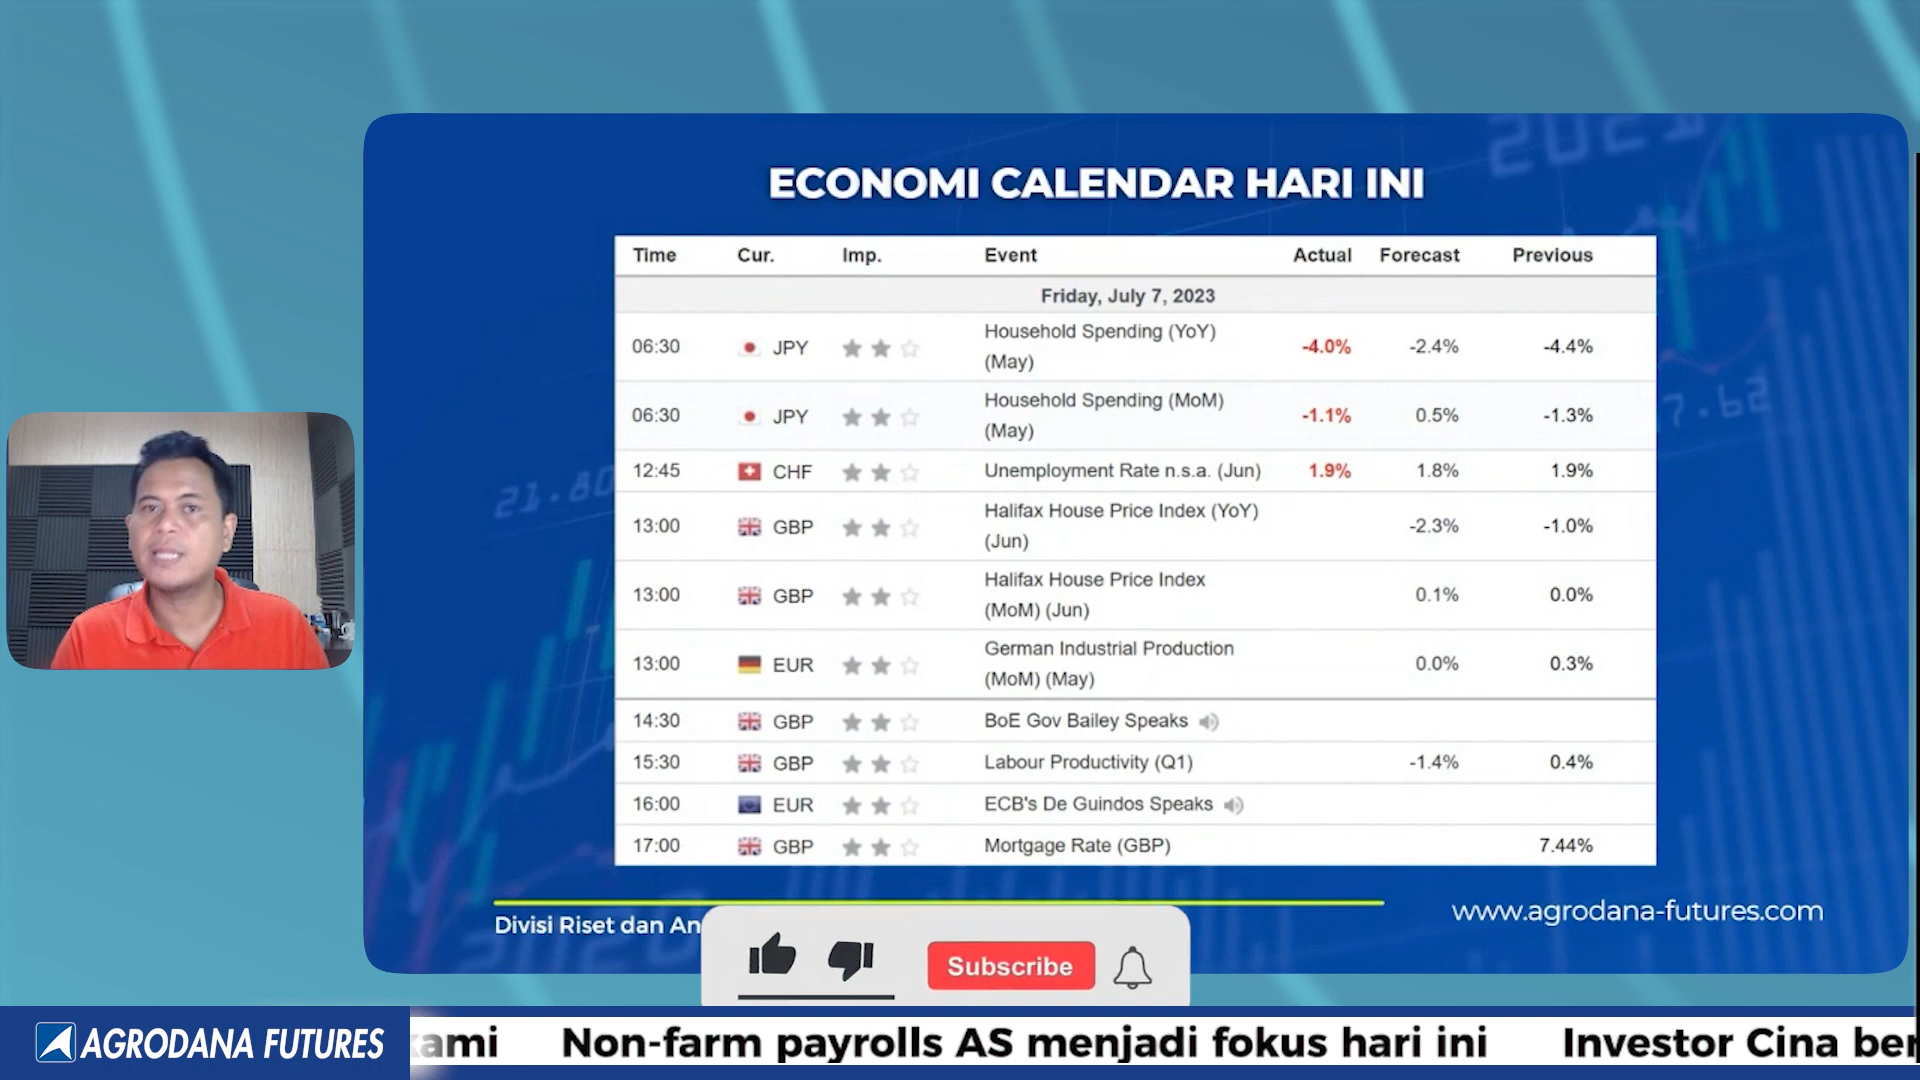 ECONOMI CALENDAR HARI INI
Time Cur. Imp. Event Actual Forecast Previous
Friday, July 7, 2023
06:30 JPY Household Spending (YoY) (May) -4.0% -2.4% -4.4%
06:30 JPY Household Spending (MoM) (May) -1.1% 0.5% -1.3%
12:45 CHF Unemployment Rate n.s.a. (Jun) 1.9% 1.8% 1.9%
13:00 GBP Halifax House Price Index (YoY) (Jun) -2.3% -1.0%
13:00 GBP Halifax House Price Index (MoM) (Jun) 0.1% 0.0%
13:00 EUR German Industrial Production (MoM) (May) 0.0% 0.3%
14:30 GBP BoE Gov Bailey Speaks
15:30 GBP Labour Productivity (Q1) -1.4% 0.4%
16:00 EUR ECB's De Guindos Speaks
17:00 GBP Mortgage Rate (GBP) 7.44%
Divisi Riset dan An
www.agrodana-futures.com
Subscribe
AGRODANA FUTURES
kami Non-farm payrolls AS menjadi fokus hari ini Investor Cina ber